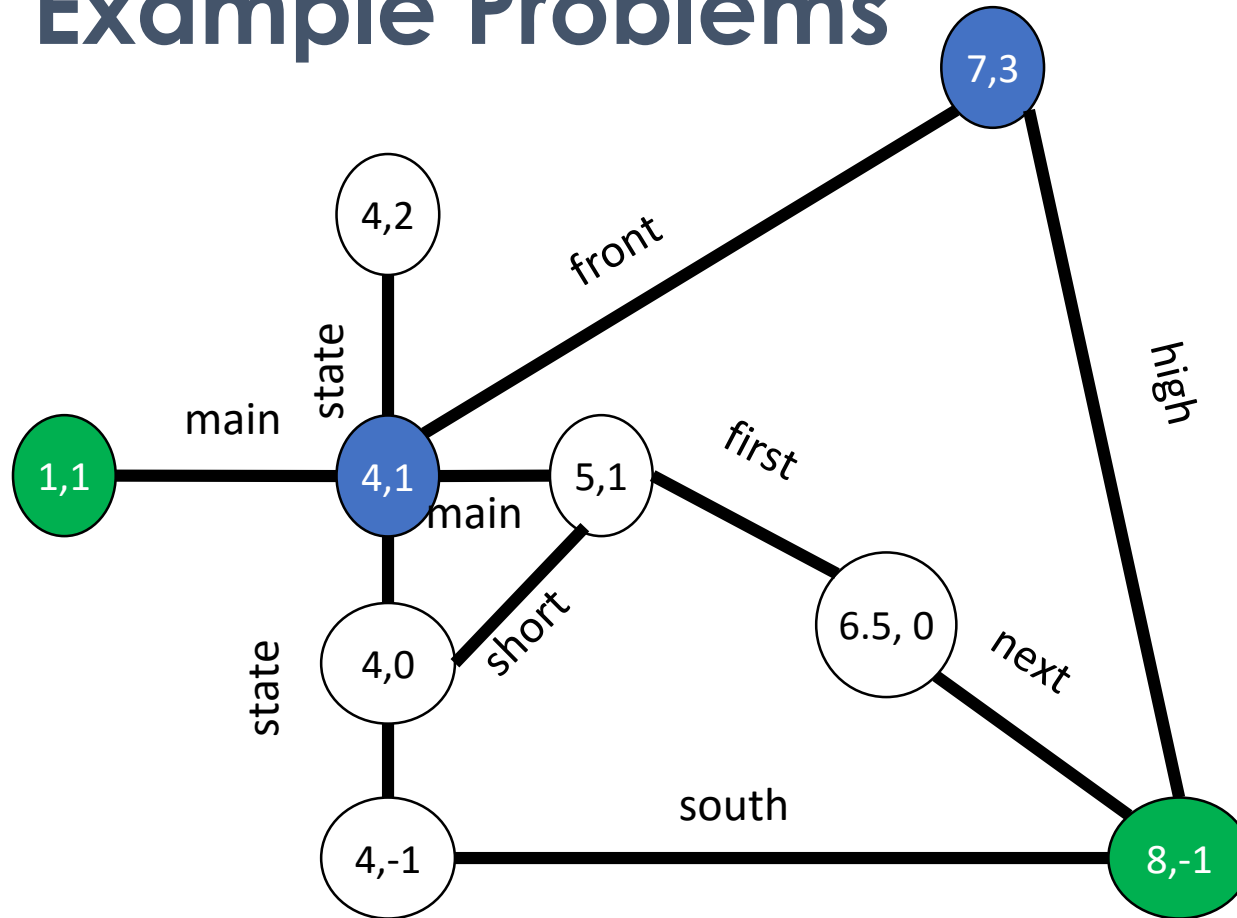 Example Problems
7,3
4,2
front
state
high
main
first
1,1
4,1
5,1
main
short
6.5, 0
next
state
4,0
south
4,-1
8,-1